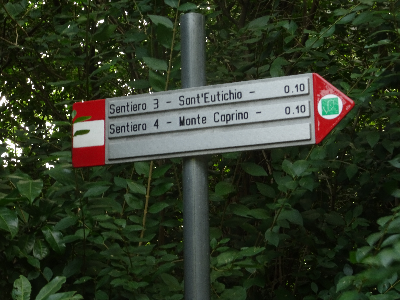 Sentiero 3 - Sant'Eutichio - 0.10
Sentiero 4 - Monte Caprino - 0.10